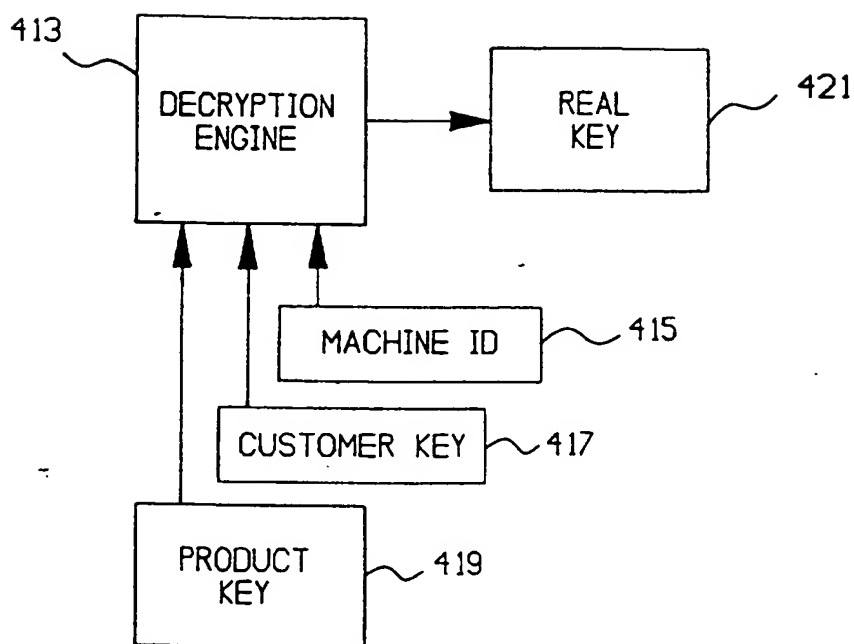 413
DECRYPTION
ENGINE
REAL
KEY
421
MACHINE ID
415
CUSTOMER KEY
417
PRODUCT
KEY
419